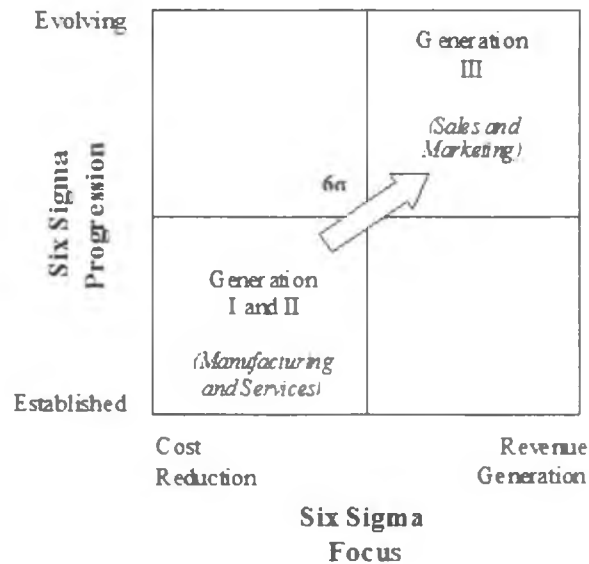 Evolving
Generation
III
(Sales and
Marketing)
6σ
Six Sigma
Progression
Generation
I and II
(Manufacturing
and Services)
Established
Cost
Reduction
Revenue
Generation
Six Sigma
Focus